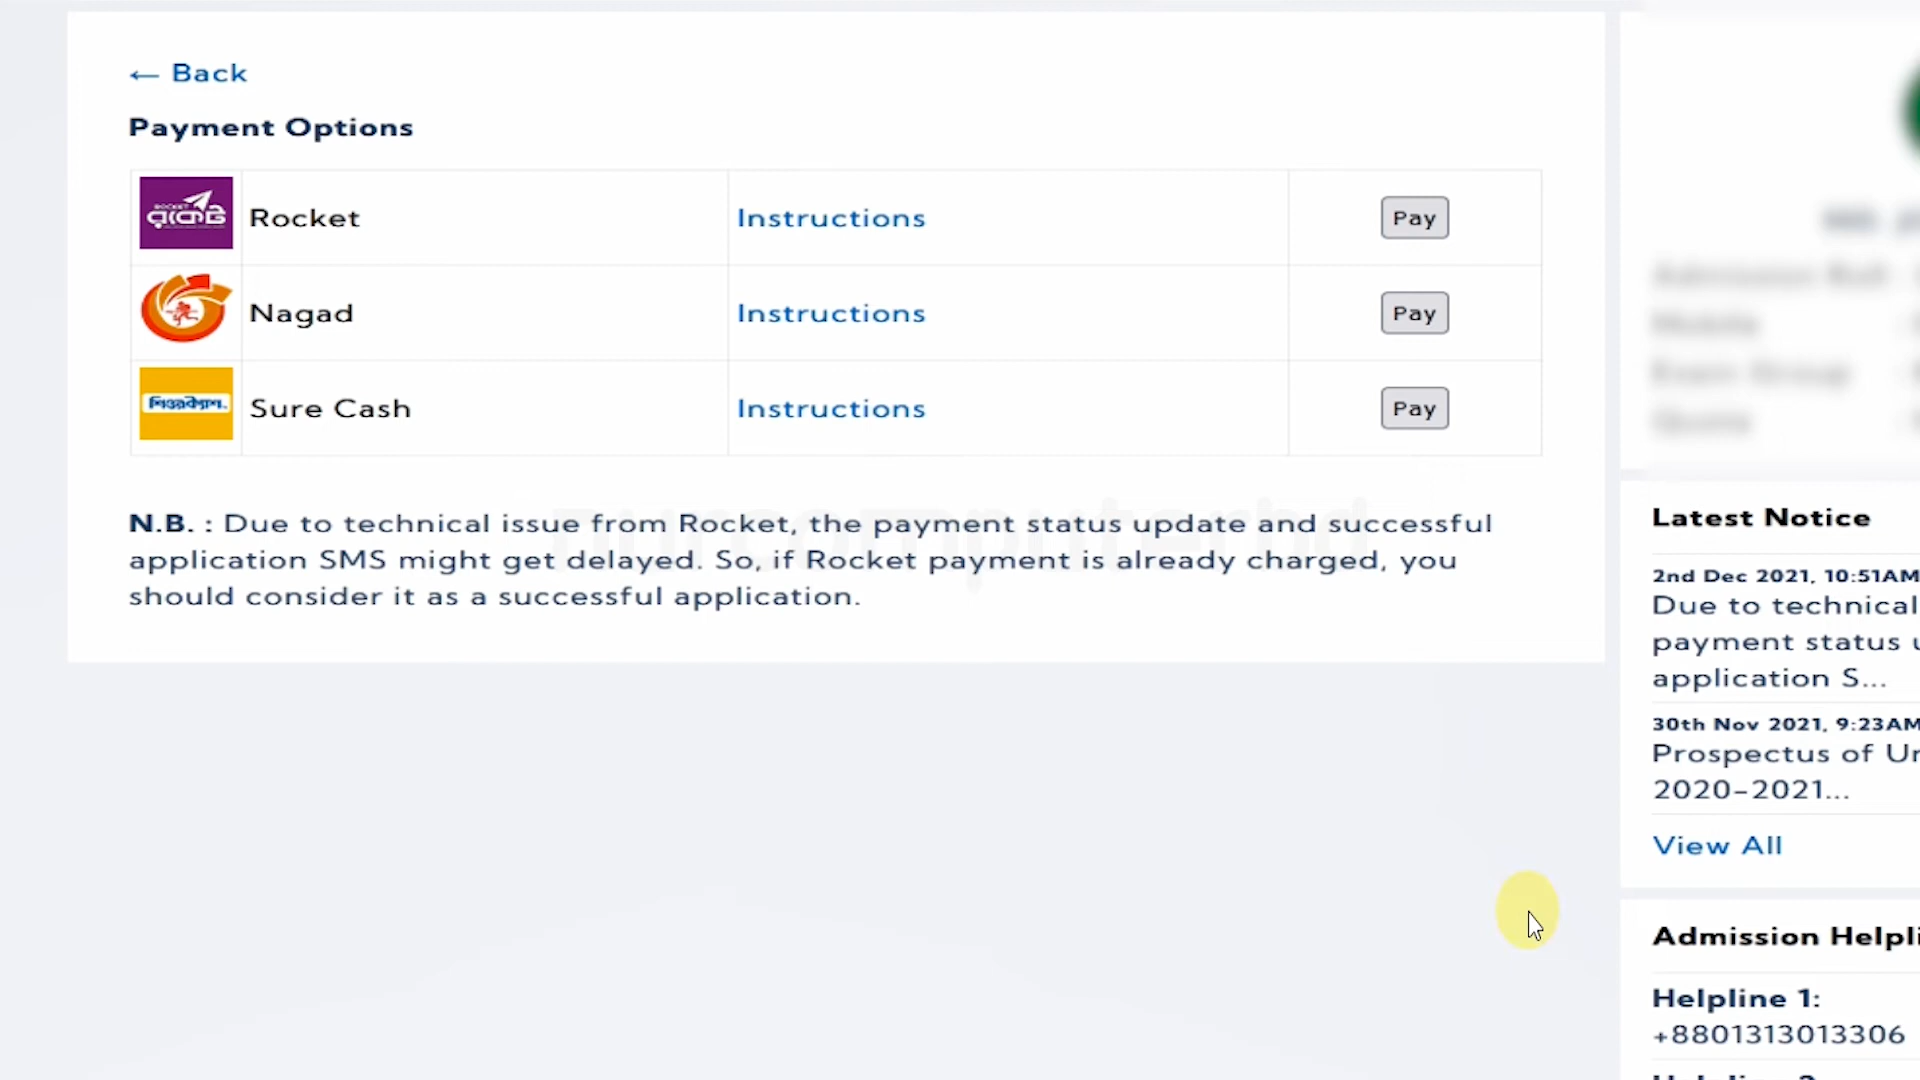 ← Back
Payment Options
ROCKET
রকেট
Rocket
Instructions
Pay
Nagad
Instructions
Pay
শিওরক্যাশ
Sure Cash
Instructions
Pay
N.B. : Due to technical issue from Rocket, the payment status update and successful
application SMS might get delayed. So, if Rocket payment is already charged, you
should consider it as a successful application.
Latest Notice
2nd Dec 2021, 10:51AM
Due to technical
payment status
application S...
30th Nov 2021, 9:23AM
Prospectus of
2020-2021...
View All
Admission
Helpline 1:
+8801313013306